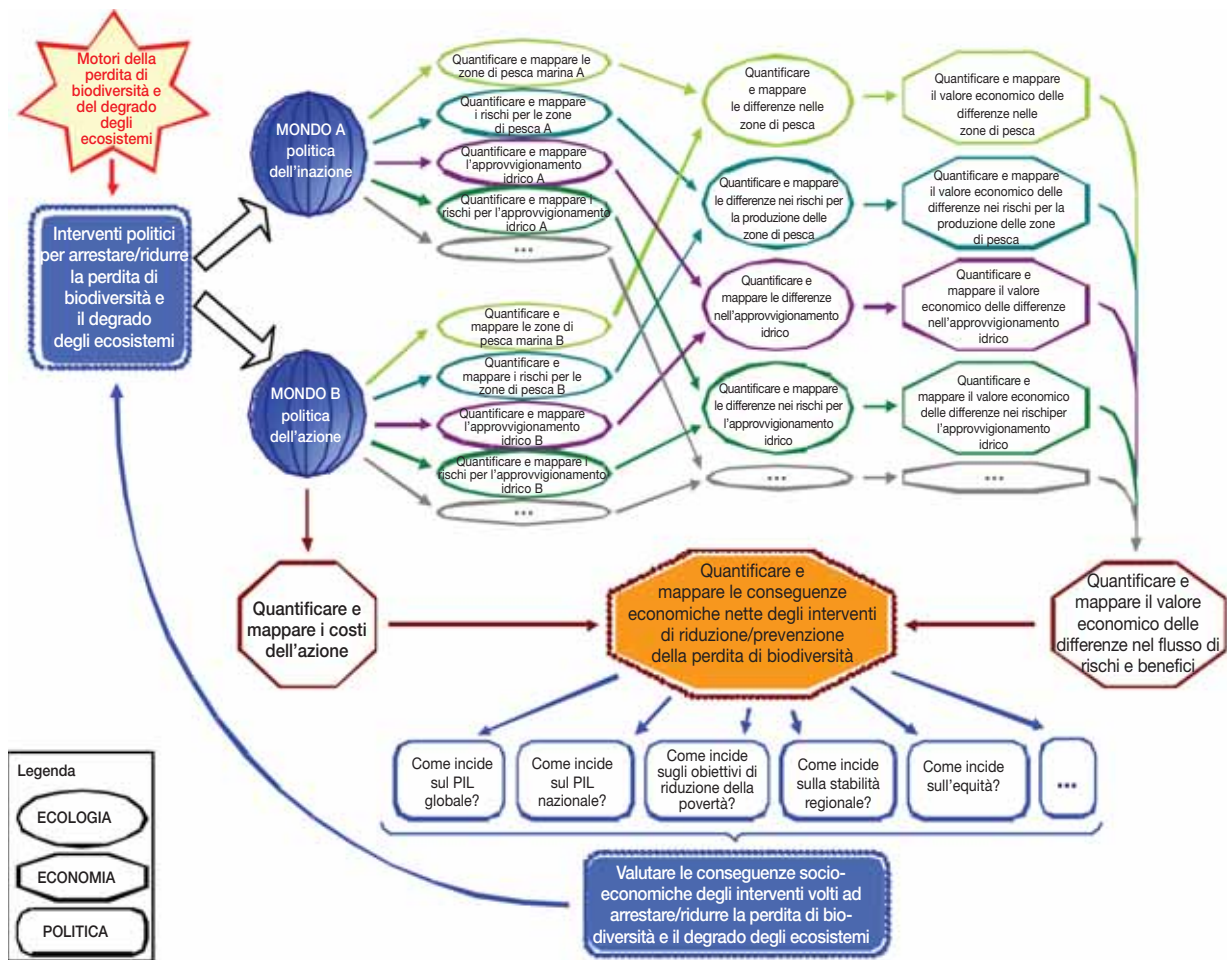 Motori della
perdita di
biodiversità e
del degrado
degli
ecosistemi
Interventi politici
per arrestare/ridurre
la perdita di
biodiversità e
il degrado
degli ecosistemi
MONDO A
politica
dell'inazione
Quantificare e mappare le
zone di pesca marina A
Quantificare e mappare
i rischi per le zone
di pesca A
Quantificare e mappare
l'approvvigionamento
idrico A
Quantificare e mappare i
rischi per l'approvvigionamento
idrico A
...
MONDO B
politica
dell'azione
Quantificare e
mappare le zone di
pesca marina B
Quantificare e
mappare i rischi per le
zone di pesca B
Quantificare e mappare
l'approvvigionamento
idrico B
Quantificare e mappare i
rischi per l'approvvigionamento
idrico B
...
Quantificare
e mappare
le differenze nelle
zone di pesca
Quantificare e mappare
le differenze nei rischi per
la produzione delle
zone di pesca
Quantificare e
mappare le differenze
nell'approvvigionamento
idrico
Quantificare e mappare
le differenze nei rischi per
l'approvvigionamento
idrico
...
Quantificare e mappare
il valore economico delle
differenze nelle
zone di pesca
Quantificare e mappare
il valore economico delle
differenze nei rischi per la
produzione delle zone
di pesca
Quantificare e
mappare il valore
economico delle differenze
nell'approvvigionamento
idrico
Quantificare e
mappare il valore economico
delle differenze nei rischiper
l'approvvigionamento
idrico
...
Quantificare e
mappare i costi
dell'azione
Quantificare e
mappare le conseguenze
economiche nette degli interventi
di riduzione/prevenzione
della perdita di biodiversità
Quantificare e
mappare il valore
economico delle
differenze nel flusso di
rischi e benefici
Come incide
sul PIL
globale?
Come incide
sul PIL
nazionale?
Come incide
sugli obiettivi di
riduzione della
povertà?
Come incide
sulla stabilità
regionale?
Come incide
sull'equità?
...
Valutare le conseguenze socio-
economiche degli interventi volti ad
arrestare/ridurre la perdita di bio-
diversità e il degrado degli ecosistemi
Legenda
ECOLOGIA
ECONOMIA
POLITICA